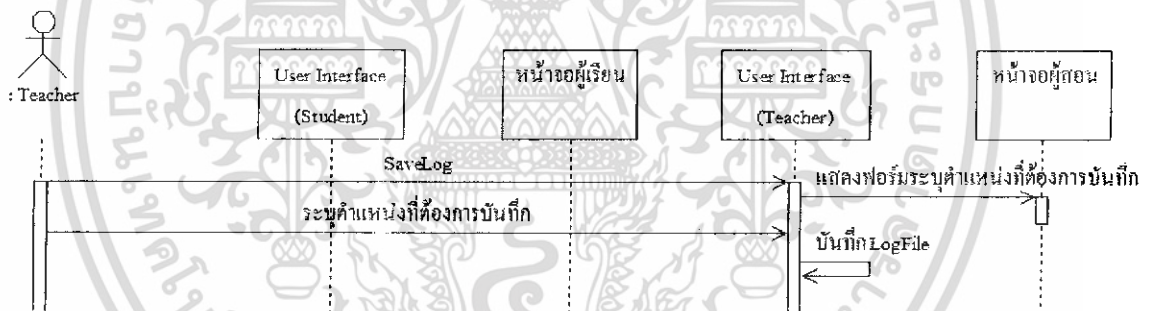 : Teacher
User Interface
(Student)
หน้าจอผู้เรียน
User Interface
(Teacher)
หน้าจอผู้สอน
SaveLog
แสดงฟอร์มระบุตำแหน่งที่ต้องการบันทึก
ระบุตำแหน่งที่ต้องการบันทึก
บันทึก LogFile